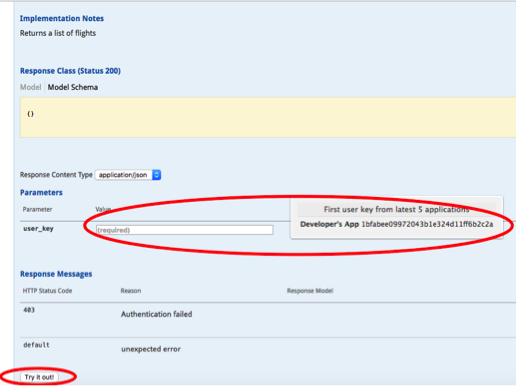 Implementation Notes
Returns a list of flights
Response Class (Status 200)
Model Model Schema
{}
Response Content Type application/json
Parameters
Parameter Value
First user key from latest 5 applications
user_key (required) Developer's App 1bfabee09972043b1e324d11ff6b2c2a
Response Messages
HTTP Status Code Reason Response Model
403 Authentication failed
default unexpected error
Try it out!